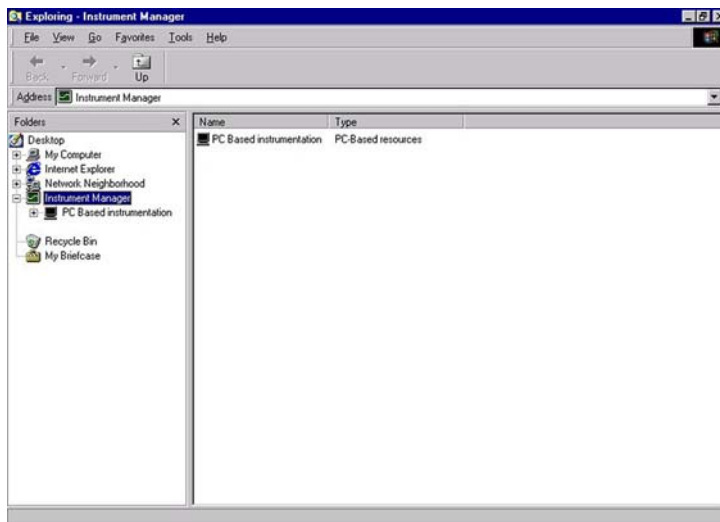 Exploring - Instrument Manager
File View Go Favorites Tools Help
Back Forward Up
Address Instrument Manager
Folders x Name Type
Desktop PC Based instrumentation PC-Based resources
My Computer
Internet Explorer
Network Neighborhood
Instrument Manager
PC Based instrumentation
Recycle Bin
My Briefcase